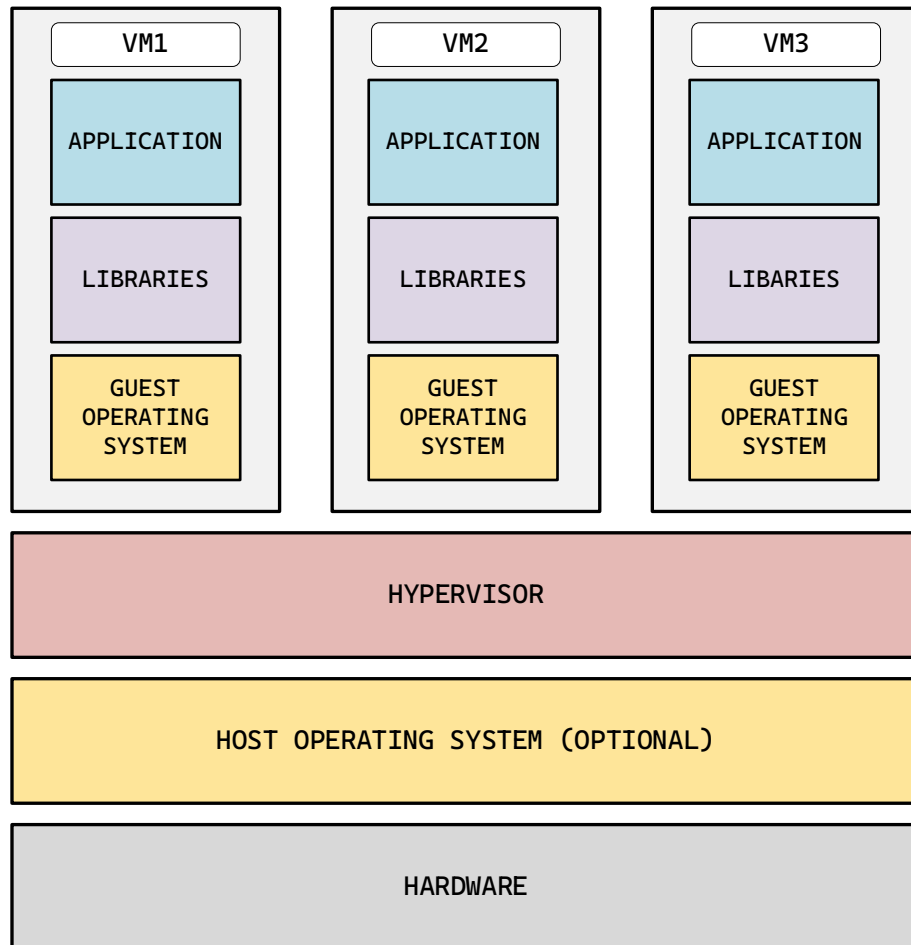 VM1
APPLICATION
LIBRARIES
GUEST
OPERATING
SYSTEM
VM2
APPLICATION
LIBRARIES
GUEST
OPERATING
SYSTEM
VM3
APPLICATION
LIBARIES
GUEST
OPERATING
SYSTEM
HYPERVISOR
HOST OPERATING SYSTEM (OPTIONAL)
HARDWARE